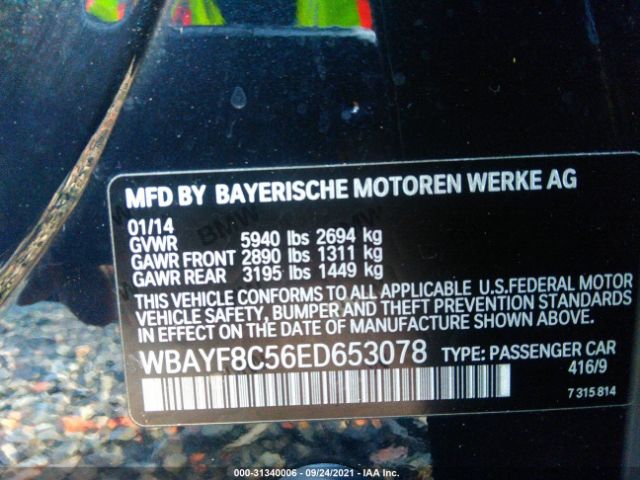 MFD BY BAYERISCHE MOTOREN WERKE AG
01/14
GVWR 5940 lbs 2694 kg
GAWR FRONT 2890 lbs 1311 kg
GAWR REAR 3195 lbs 1449 kg
THIS VEHICLE CONFORMS TO ALL APPLICABLE U.S.FEDERAL MOTOR
VEHICLE SAFETY, BUMPER AND THEFT PREVENTION STANDARDS
IN EFFECT ON THE DATE OF MANUFACTURE SHOWN ABOVE.
WBAYF8C56ED653078 TYPE: PASSENGER CAR
416/9
7 315 814
000-31340006 - 09/24/2021 - IAA Inc.